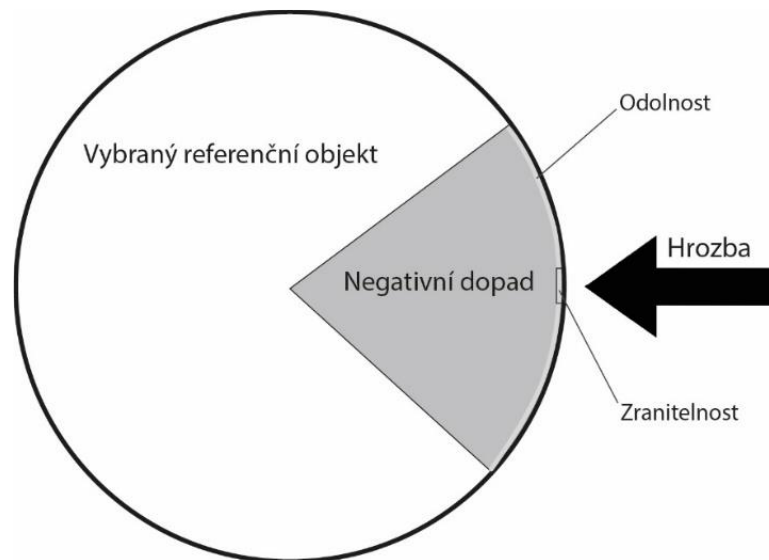 Odolnost
Vybraný referenční objekt
Hrozba
Negativní dopad
Zranitelnost